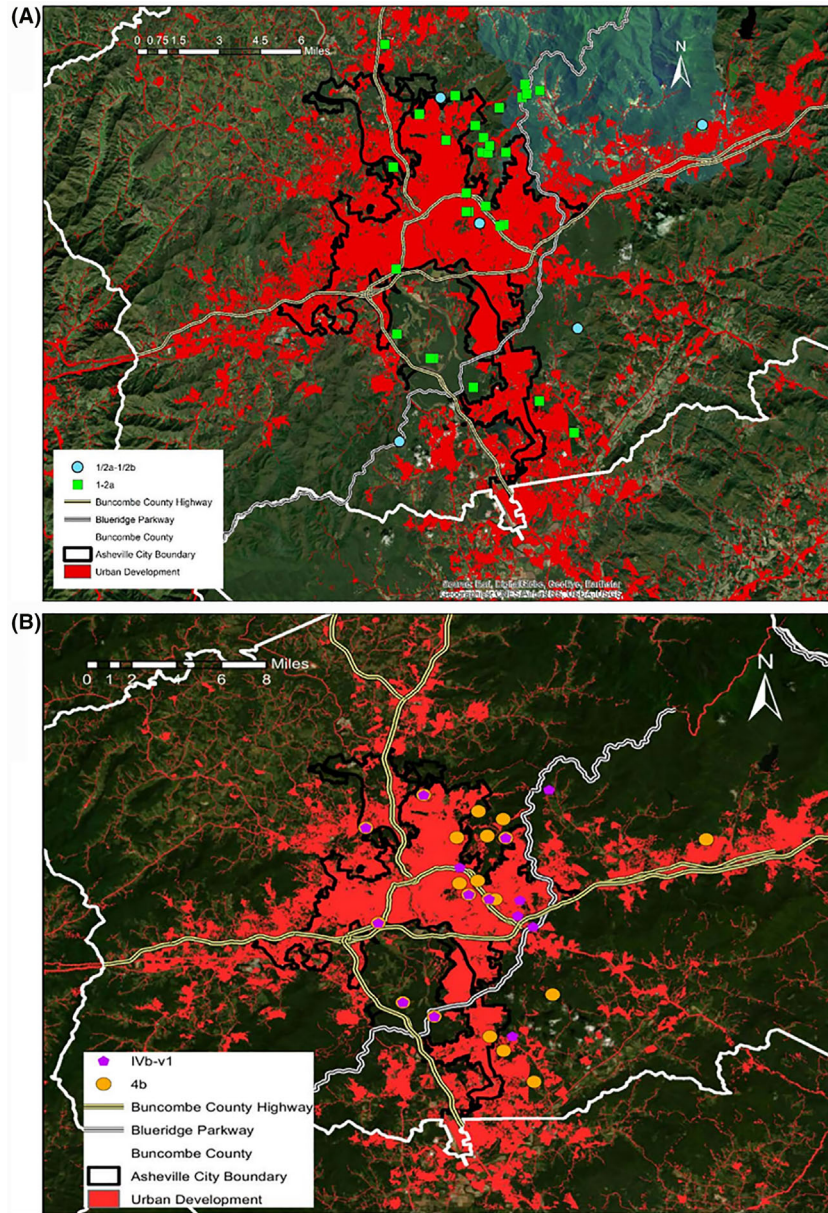 (A)
0 0.75 1.5 3 4.5 6
Miles
N
1/2a-1/2b
1-2a
Buncombe County Highway
Blueridge Parkway
Buncombe County
Asheville City Boundary
Urban Development
(B)
0 1 2 4 6 8
Miles
N
IVb-v1
4b
Buncombe County Highway
Blueridge Parkway
Buncombe County
Asheville City Boundary
Urban Development